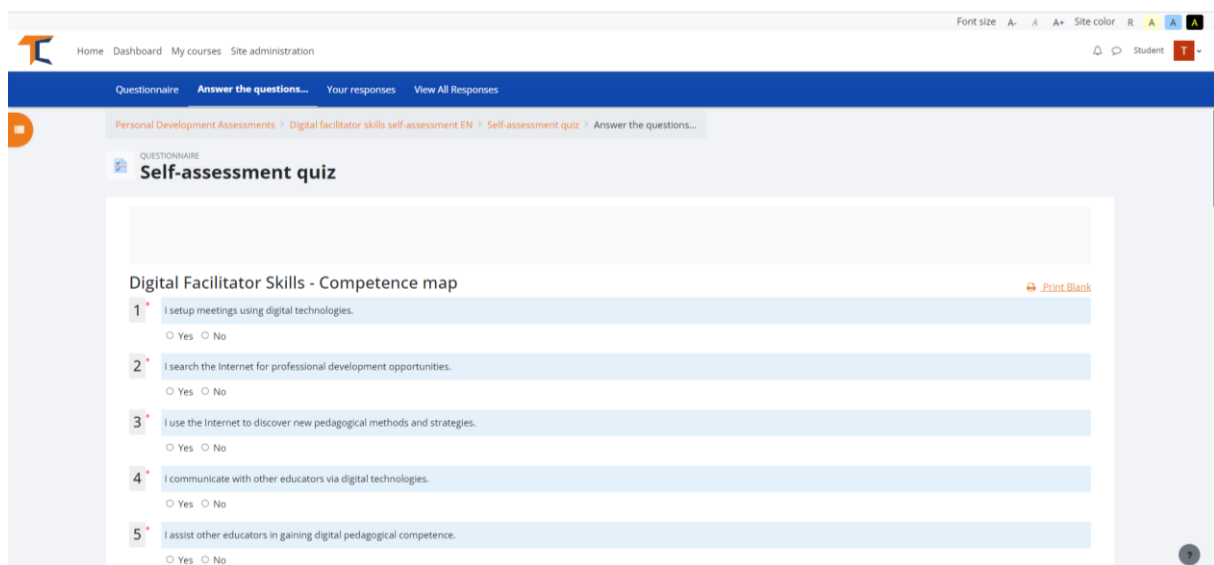 Font size A- A A+ Site color R A A A
TC
Home Dashboard My courses Site administration
Student T
Questionnaire Answer the questions... Your responses View All Responses
Personal Development Assessments › Digital facilitator skills self-assessment EN › Self-assessment quiz › Answer the questions...
QUESTIONNAIRE
Self-assessment quiz
Digital Facilitator Skills - Competence map
Print Blank
1 * I setup meetings using digital technologies.
Yes No
2 * I search the Internet for professional development opportunities.
Yes No
3 * I use the Internet to discover new pedagogical methods and strategies.
Yes No
4 * I communicate with other educators via digital technologies.
Yes No
5 * I assist other educators in gaining digital pedagogical competence.
Yes No
?